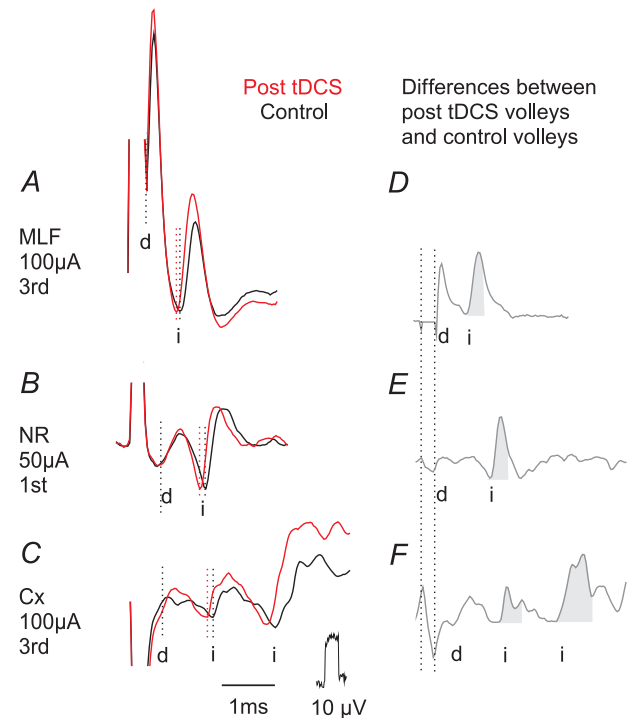 Post tDCS
Control
Differences between
post tDCS volleys
and control volleys
A
MLF
100µA
3rd
d
i
D
d
i
B
NR
50µA
1st
d
i
E
d
i
C
Cx
100µA
3rd
d
i
i
1ms
10 µV
F
d
i
i